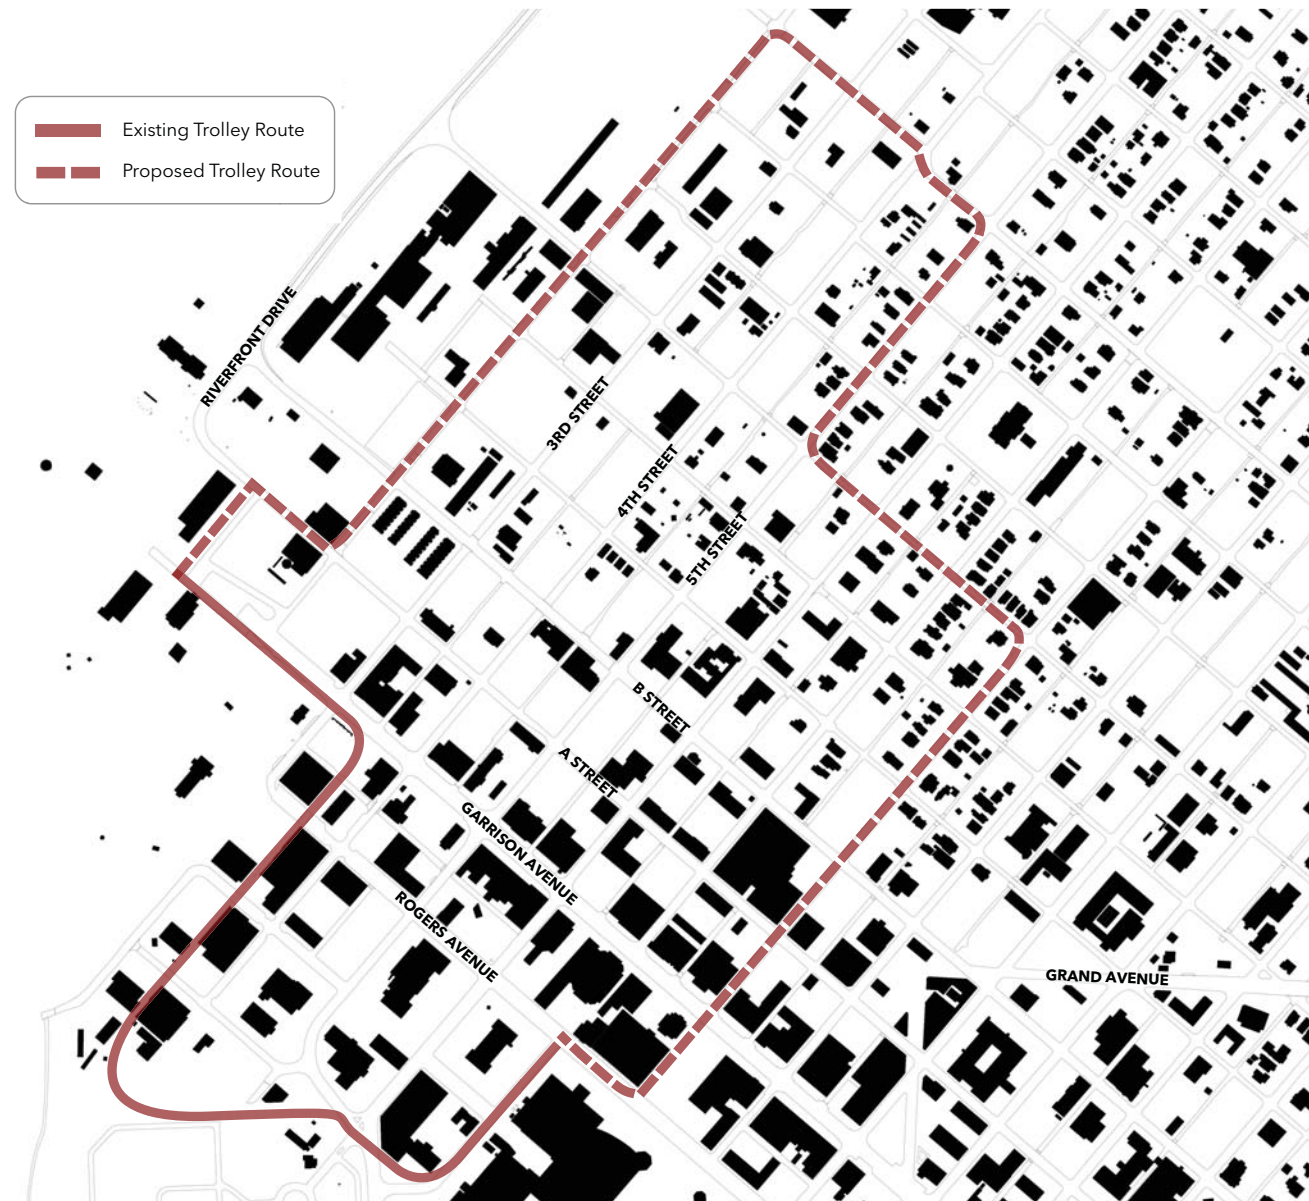 Existing Trolley Route
Proposed Trolley Route
RIVERFRONT DRIVE
3RD STREET
4TH STREET
5TH STREET
B STREET
A STREET
GARRISON AVENUE
ROGERS AVENUE
GRAND AVENUE